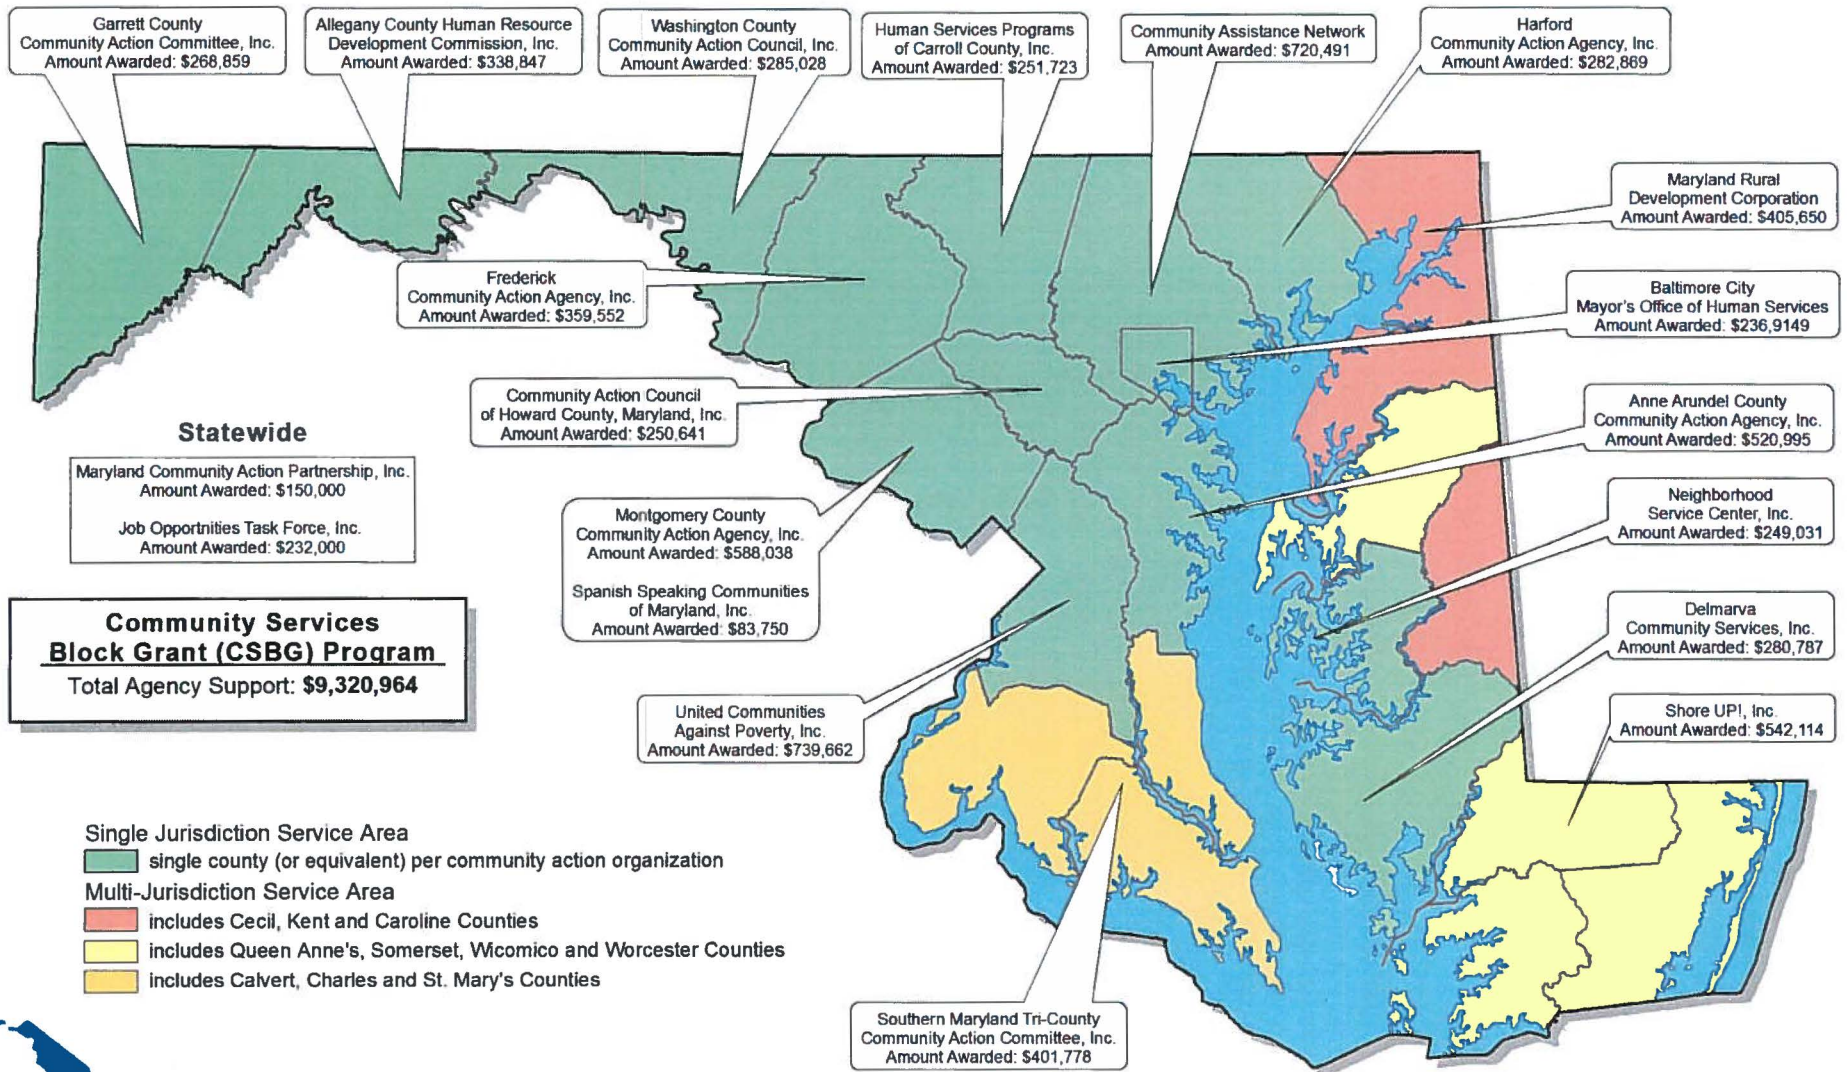 Garrett County
Community Action Committee, Inc.
Amount Awarded: $268,859
Allegany County Human Resource
Development Commission, Inc.
Amount Awarded: $338,847
Washington County
Community Action Council, Inc.
Amount Awarded: $285,028
Human Services Programs
of Carroll County, Inc.
Amount Awarded: $251,723
Community Assistance Network
Amount Awarded: $720,491
Harford
Community Action Agency, Inc.
Amount Awarded: $282,869
Maryland Rural
Development Corporation
Amount Awarded: $405,650
Frederick
Community Action Agency, Inc.
Amount Awarded: $359,552
Baltimore City
Mayor's Office of Human Services
Amount Awarded: $236,9149
Community Action Council
of Howard County, Maryland, Inc.
Amount Awarded: $250,641
Anne Arundel County
Community Action Agency, Inc.
Amount Awarded: $520,995
Statewide
Maryland Community Action Partnership, Inc.
Amount Awarded: $150,000
Job Opportnities Task Force, Inc.
Amount Awarded: $232,000
Montgomery County
Community Action Agency, Inc.
Amount Awarded: $588,038
Spanish Speaking Communities
of Maryland, Inc.
Amount Awarded: $83,750
Neighborhood
Service Center, Inc.
Amount Awarded: $249,031
Community Services
Block Grant (CSBG) Program
Total Agency Support: $9,320,964
Delmarva
Community Services, Inc.
Amount Awarded: $280,787
United Communities
Against Poverty, Inc.
Amount Awarded: $739,662
Shore UP!, Inc.
Amount Awarded: $542,114
Single Jurisdiction Service Area
single county (or equivalent) per community action organization
Multi-Jurisdiction Service Area
includes Cecil, Kent and Caroline Counties
includes Queen Anne's, Somerset, Wicomico and Worcester Counties
includes Calvert, Charles and St. Mary's Counties
Southern Maryland Tri-County
Community Action Committee, Inc.
Amount Awarded: $401,778